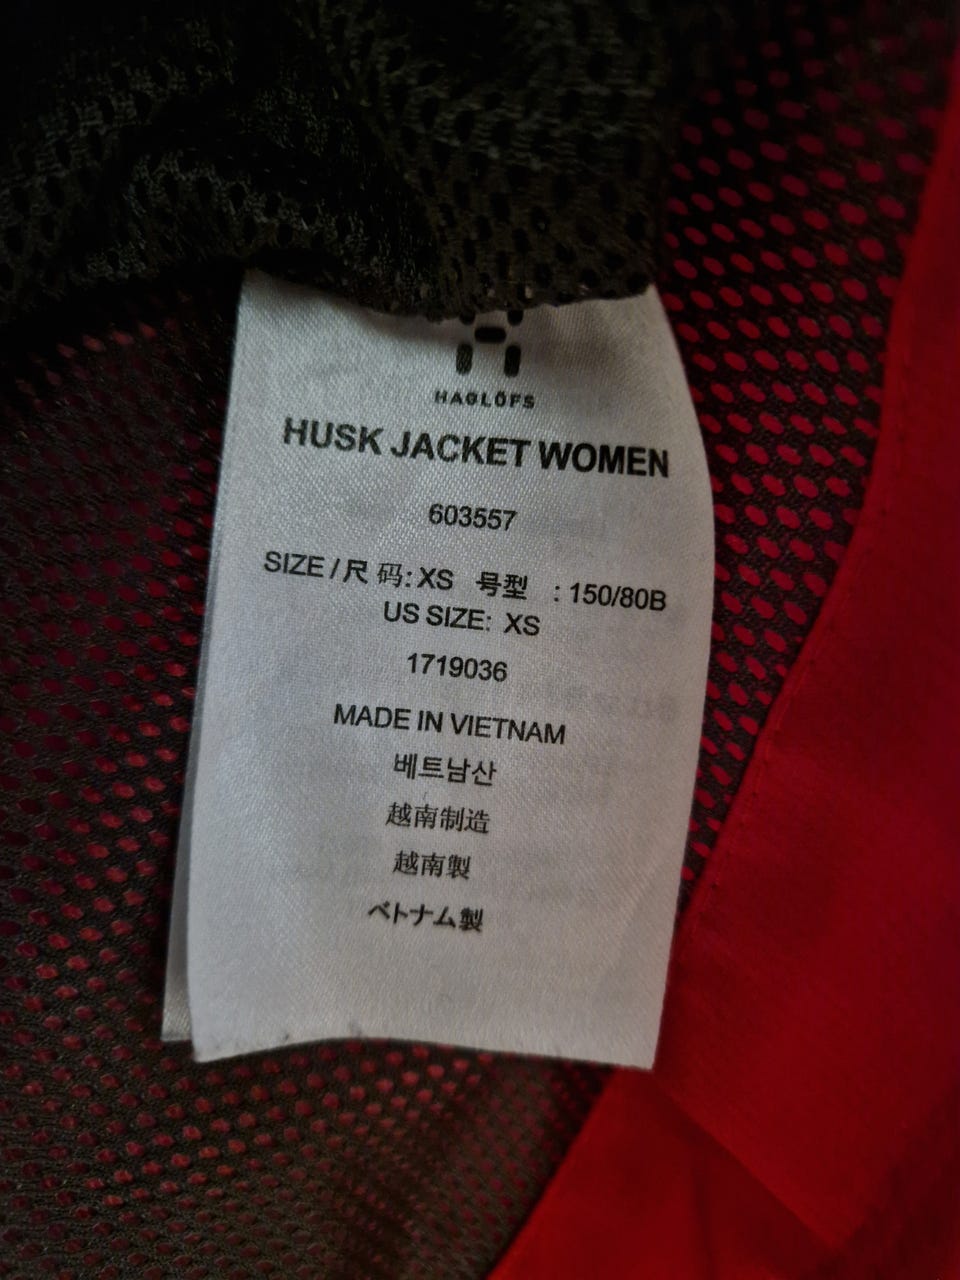 HAGLÖFS
HUSK JACKET WOMEN
603557
SIZE / 尺 码: XS 号型 : 150/80B
US SIZE: XS
1719036
MADE IN VIETNAM
베트남산
越南制造
越南製
ベトナム製